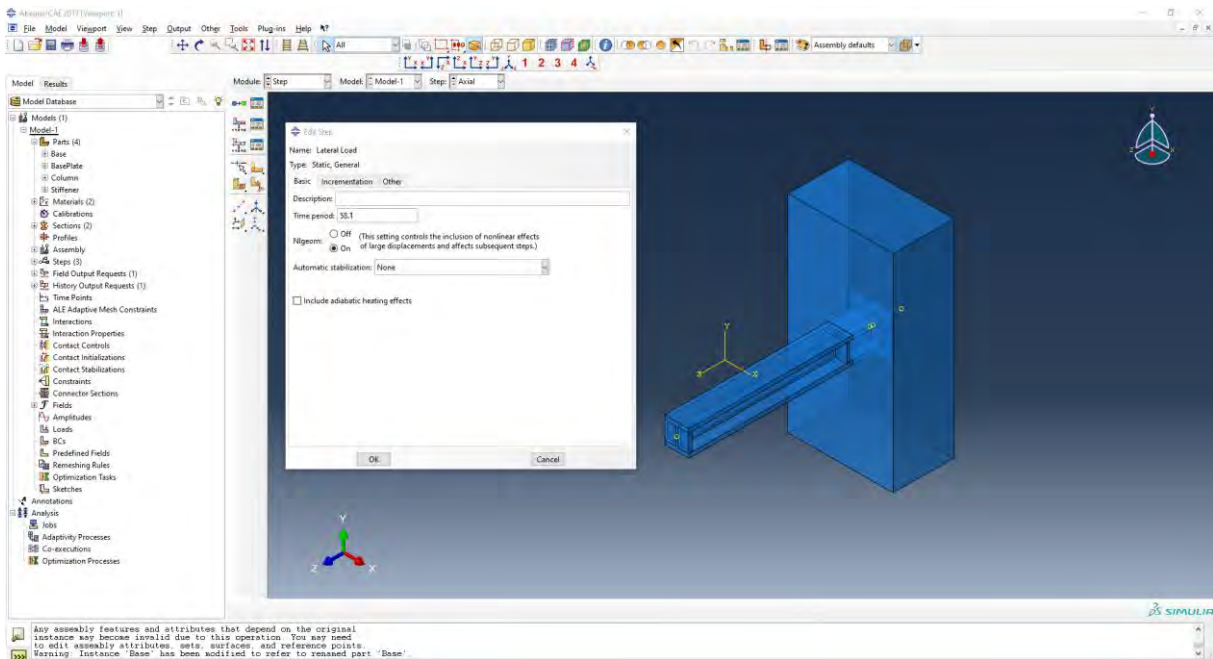 Abaqus/CAE 2017 [Viewport: 1]
File Model Viewport View Step Output Other Tools Plug-ins Help
All Assembly defaults
1 2 3 4
Model Results
Module: Step Model: Model-1 Step: Axial
Model Database
Models (1)
Model-1
Parts (4)
Base
BasePlate
Column
Stiffener
Materials (2)
Calibrations
Sections (2)
Profiles
Assembly
Steps (3)
Field Output Requests (1)
History Output Requests (1)
Time Points
ALE Adaptive Mesh Constraints
Interactions
Interaction Properties
Contact Controls
Contact Initializations
Contact Stabilizations
Constraints
Connector Sections
Fields
Amplitudes
Loads
BCs
Predefined Fields
Remeshing Rules
Optimization Tasks
Sketches
Annotations
Analysis
Jobs
Adaptivity Processes
Co-executions
Optimization Processes
Edit Step
Name: Lateral Load
Type: Static, General
Basic Incrementation Other
Description:
Time period: 58.1
Nlgeom:
Off
On
(This setting controls the inclusion of nonlinear effects
of large displacements and affects subsequent steps.)
Automatic stabilization: None
Include adiabatic heating effects
OK Cancel
Y
Z X
Y
Z X
SIMULIA
Any assembly features and attributes that depend on the original
instance may become invalid due to this operation. You may need
to edit assembly attributes, sets, surfaces, and reference points.
Warning: Instance 'Base' has been modified to refer to renamed part 'Base'.